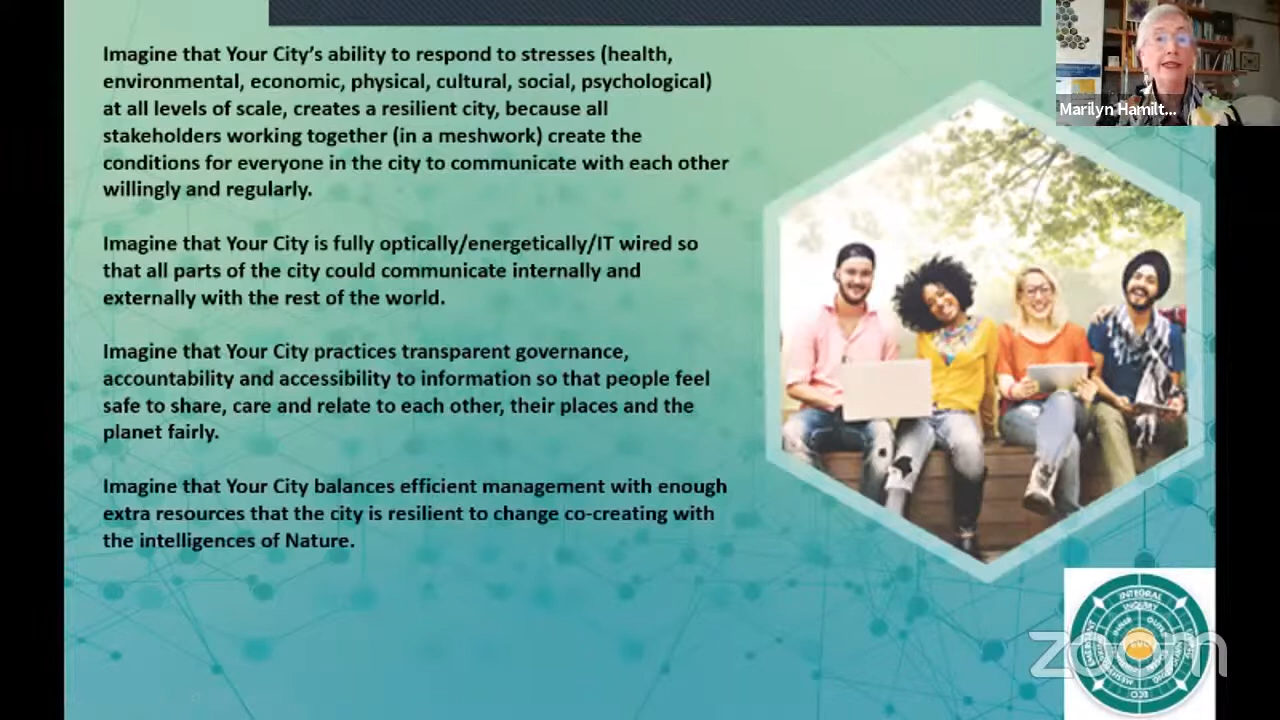 Imagine that Your City's ability to respond to stresses (health,
environmental, economic, physical, cultural, social, psychological)
at all levels of scale, creates a resilient city, because all
stakeholders working together (in a meshwork) create the
conditions for everyone in the city to communicate with each other
willingly and regularly.
Imagine that Your City is fully optically/energetically/IT wired so
that all parts of the city could communicate internally and
externally with the rest of the world.
Imagine that Your City practices transparent governance,
accountability and accessibility to information so that people feel
safe to share, care and relate to each other, their places and the
planet fairly.
Imagine that Your City balances efficient management with enough
extra resources that the city is resilient to change co-creating with
the intelligences of Nature.
Marilyn Hamilt...
INTEGRAL
INQUIRY
zoom